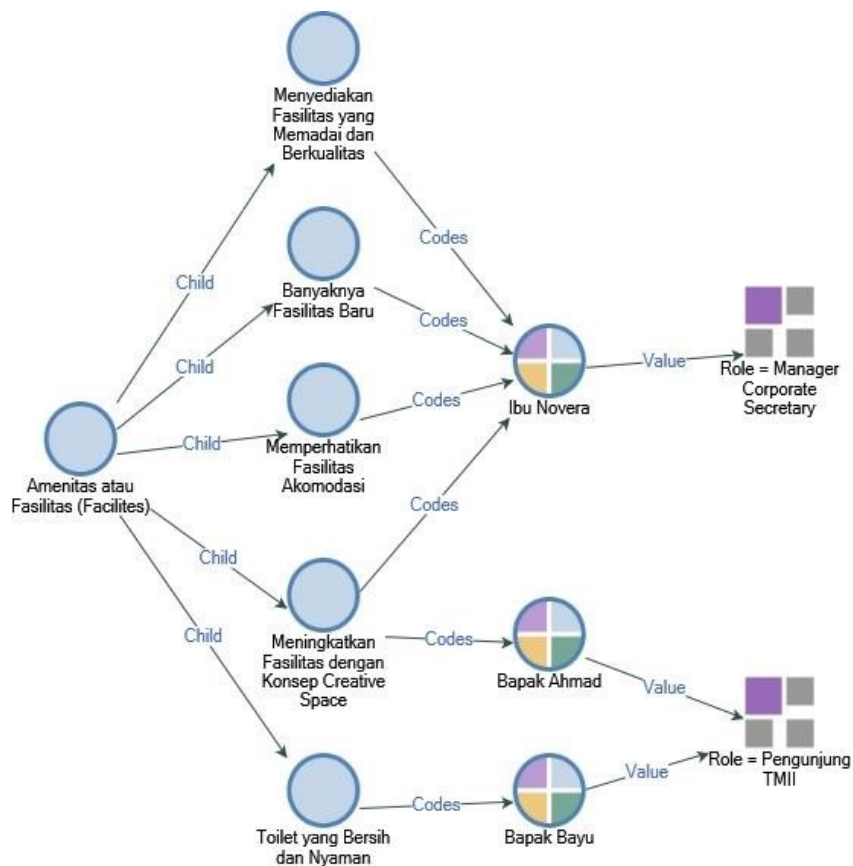 Menyediakan
Fasilitas yang
Memadai dan
Berkualitas
Codes
Child
Banyaknya
Fasilitas Baru
Codes
Child
Value
Role = Manager
Corporate
Secretary
Ibu Novera
Codes
Child
Memperhatikan
Fasilitas
Akomodasi
Amenitas atau
Fasilitas (Facilites)
Codes
Child
Child
Meningkatkan
Fasilitas dengan
Konsep Creative
Space
Codes
Bapak Ahmad
Value
Role = Pengunjung
TMII
Value
Toilet yang Bersih
dan Nyaman
Codes
Bapak Bayu